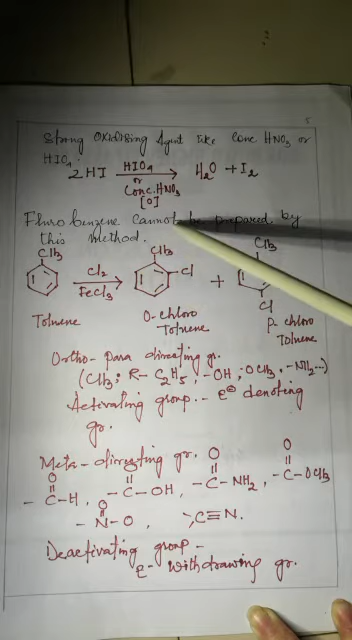 5
Strong Oxidising Agent like Conc HNO₃ or
HIO₄.
2HI HIO₄ or Conc. HNO₃ [O] → H₂O + I₂
Fluro benzene cannot be prepared by
this method.
CH₃ CH₃ CH₃
Cl₂ FeCl₃ → Cl + Cl
Toluene O-chloro Toluene P-chloro Toluene
Ortho-para directing gr.
(CH₃; R- C₂H₅, -OH, OCH₃, -NH₂...)
Activating group - e⊖ denoting
gr.
Meta-directing gr.
O O O O
- C-H, - C-OH, - C-NH₂, - C-OCH₃
O
- N-O, >C≡N.
Deactivating group -
e- withdrawing gr.